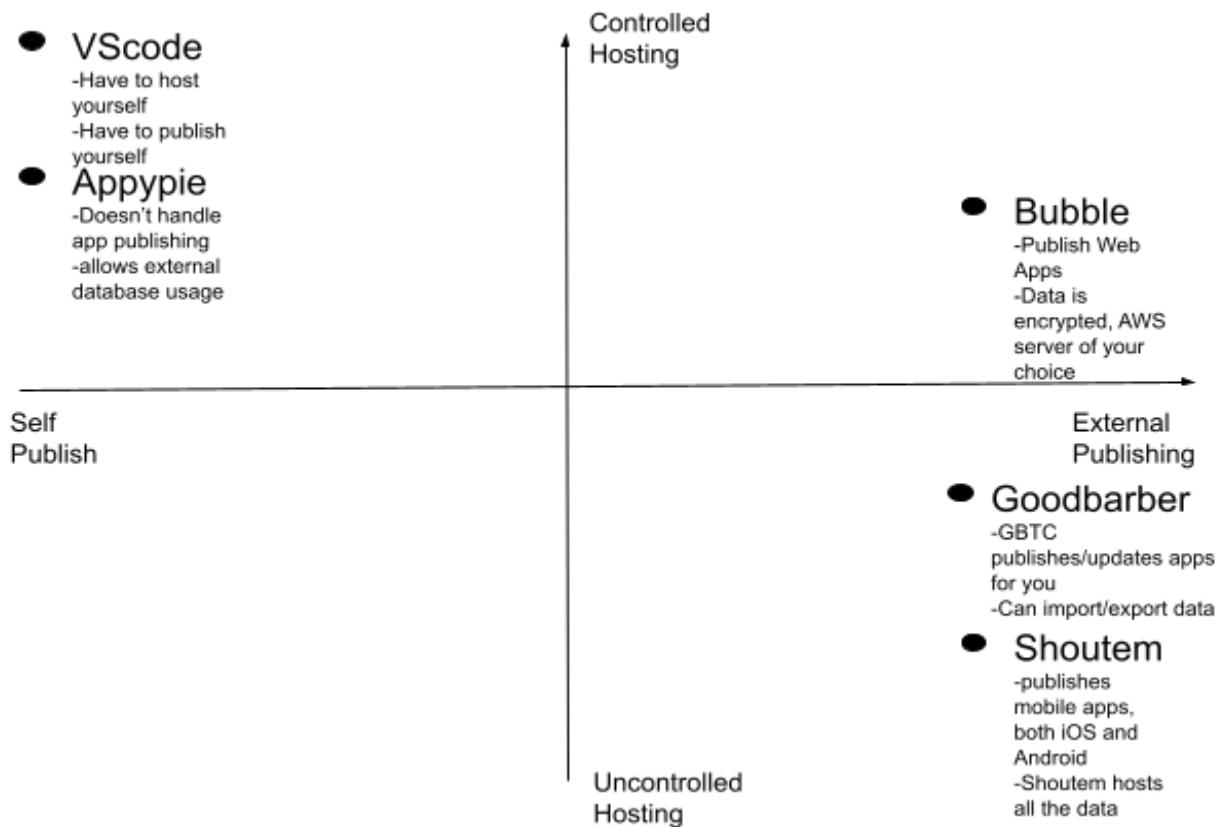 Controlled
Hosting
VScode
-Have to host
yourself
-Have to publish
yourself
Appypie
-Doesn't handle
app publishing
-allows external
database usage
Bubble
-Publish Web
Apps
-Data is
encrypted, AWS
server of your
choice
Self
Publish
External
Publishing
Goodbarber
-GBTC
publishes/updates apps
for you
-Can import/export data
Shoutem
-publishes
mobile apps,
both iOS and
Android
-Shoutem hosts
all the data
Uncontrolled
Hosting